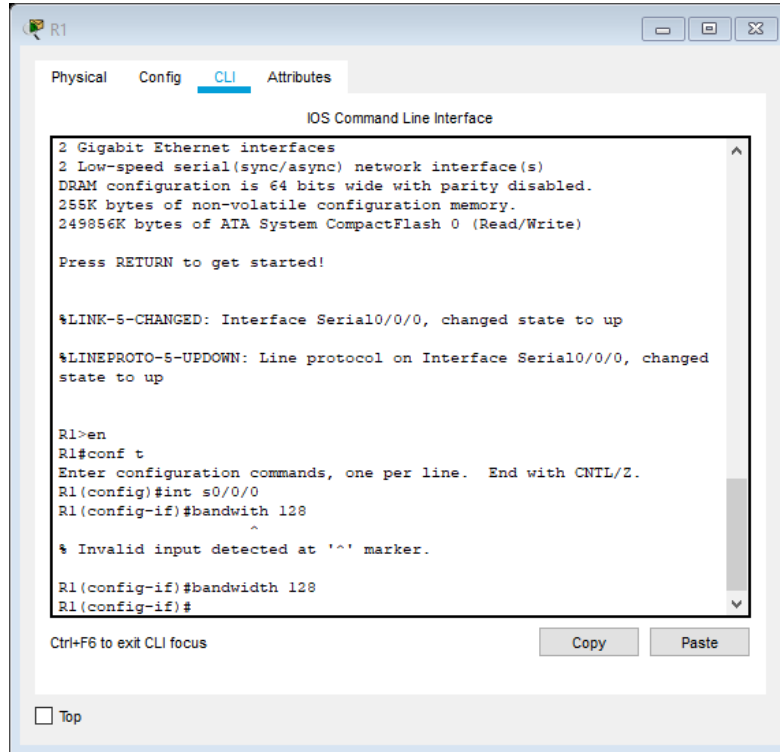 R1
Physical Config CLI Attributes
IOS Command Line Interface
2 Gigabit Ethernet interfaces
2 Low-speed serial(sync/async) network interface(s)
DRAM configuration is 64 bits wide with parity disabled.
255K bytes of non-volatile configuration memory.
249856K bytes of ATA System CompactFlash 0 (Read/Write)
Press RETURN to get started!
%LINK-5-CHANGED: Interface Serial0/0/0, changed state to up
%LINEPROTO-5-UPDOWN: Line protocol on Interface Serial0/0/0, changed
state to up
R1>en
R1#conf t
Enter configuration commands, one per line.  End with CNTL/Z.
R1(config)#int s0/0/0
R1(config-if)#bandwith 128
^
% Invalid input detected at '^' marker.
R1(config-if)#bandwidth 128
R1(config-if)#
Ctrl+F6 to exit CLI focus
Copy Paste
Top